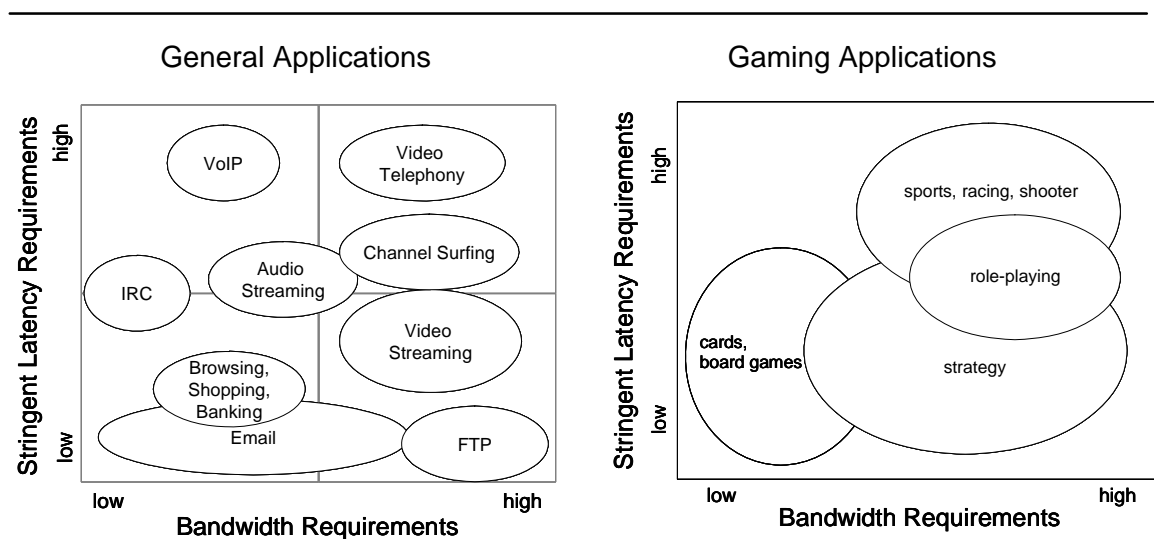 General Applications
Stringent Latency Requirements
high
low
VoIP
Video
Telephony
Channel Surfing
Audio
Streaming
IRC
Video
Streaming
Browsing,
Shopping,
Banking
Email
FTP
low
high
Bandwidth Requirements
Gaming Applications
Stringent Latency Requirements
high
low
sports, racing, shooter
role-playing
cards,
board games
strategy
low
high
Bandwidth Requirements